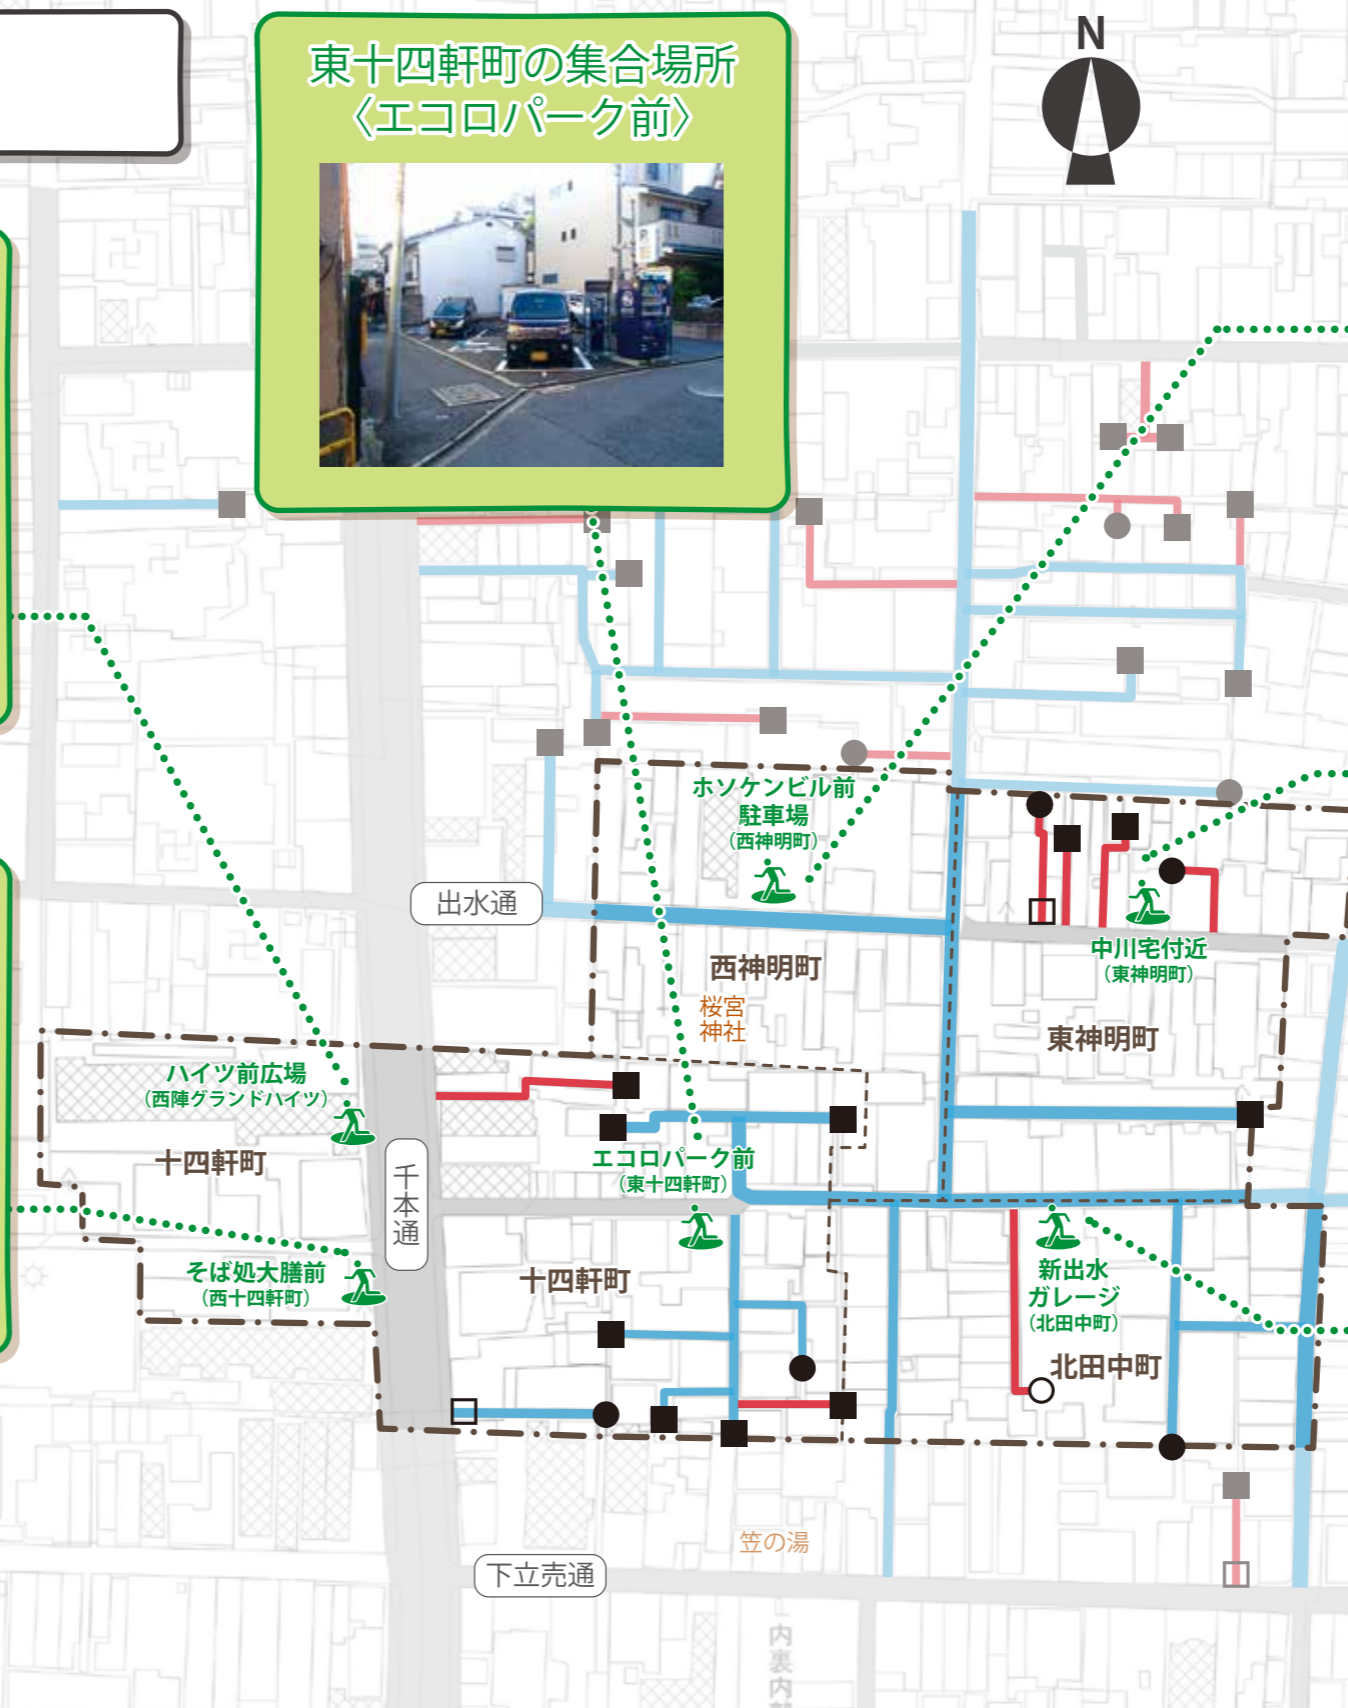 東十四軒町の集合場所
〈エコロパーク前〉
N
ホソケンビル前
駐車場
（西神明町）
出水通
中川宅付近
（東神明町）
西神明町
桜宮
神社
東神明町
ハイツ前広場
（西陣グランドハイツ）
十四軒町
千本通
エコロパーク前
（東十四軒町）
そば処大膳前
（西十四軒町）
十四軒町
新出水
ガレージ
（北田中町）
北田中町
笠の湯
下立売通
内裏内